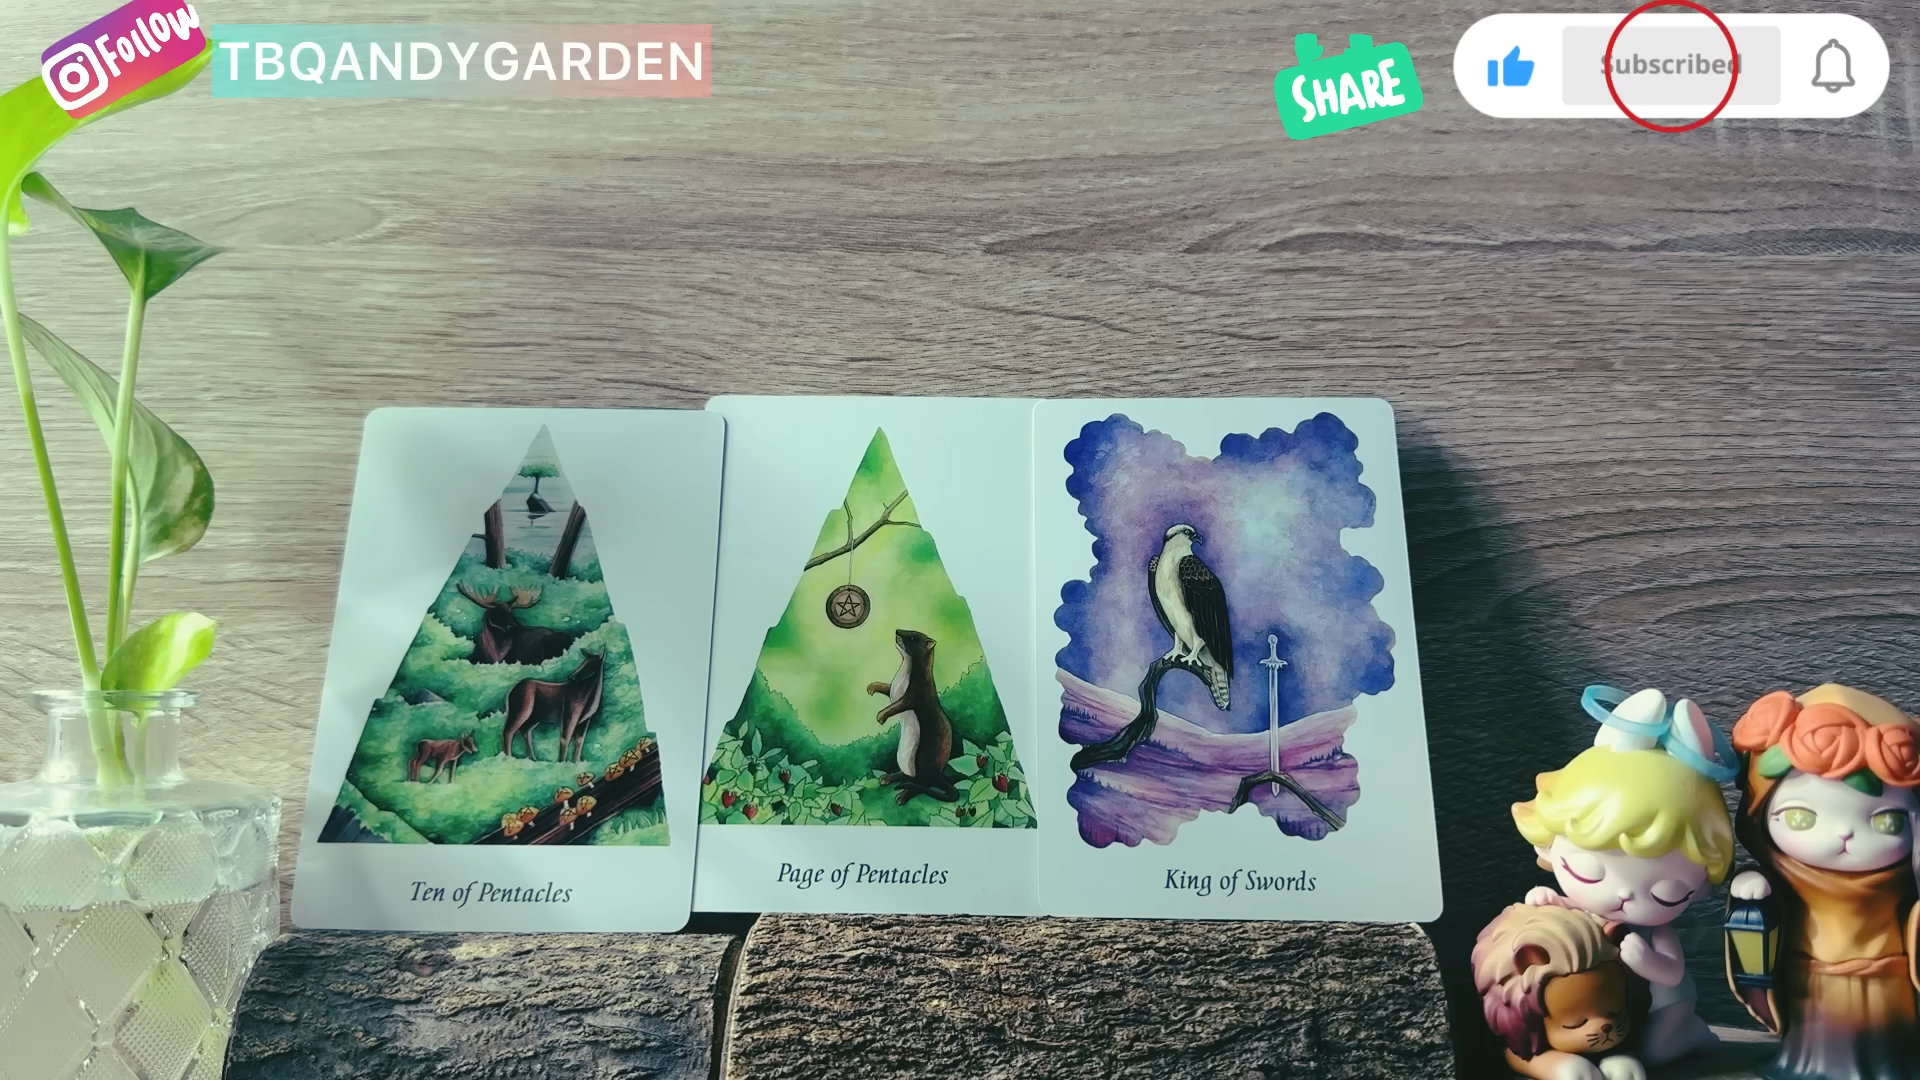 Follow
TBQANDYGARDEN
SHARE
Subscribed
Ten of Pentacles
Page of Pentacles
King of Swords